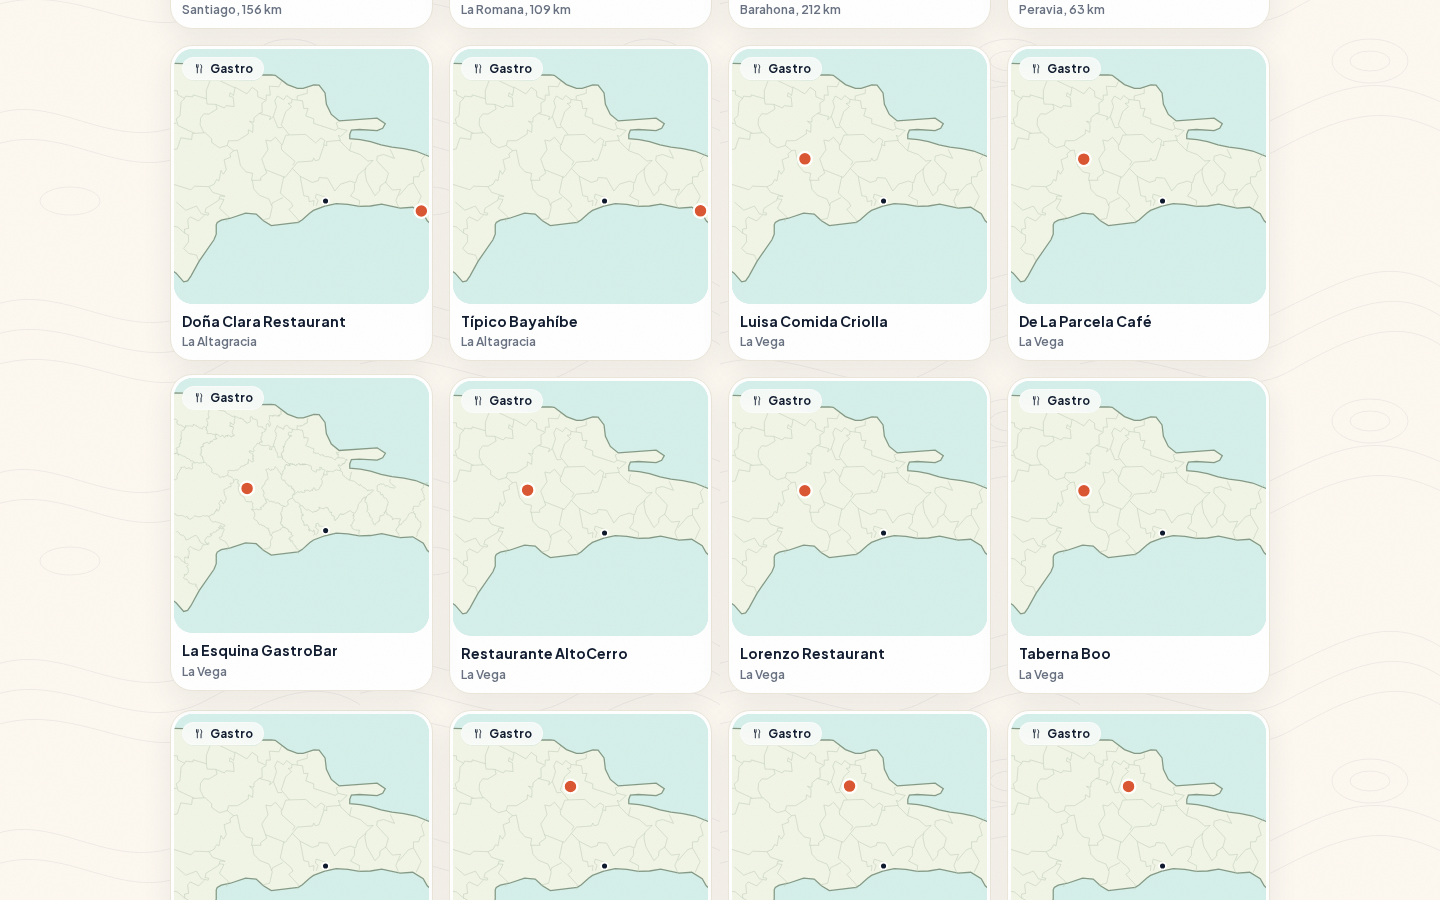 Santiago, 156 km
La Romana, 109 km
Barahona, 212 km
Peravia, 63 km
Gastro
Gastro
Gastro
Gastro
Doña Clara Restaurant
La Altagracia
Típico Bayahíbe
La Altagracia
Luisa Comida Criolla
La Vega
De La Parcela Café
La Vega
Gastro
Gastro
Gastro
Gastro
La Esquina GastroBar
La Vega
Restaurante AltoCerro
La Vega
Lorenzo Restaurant
La Vega
Taberna Boo
La Vega
Gastro
Gastro
Gastro
Gastro